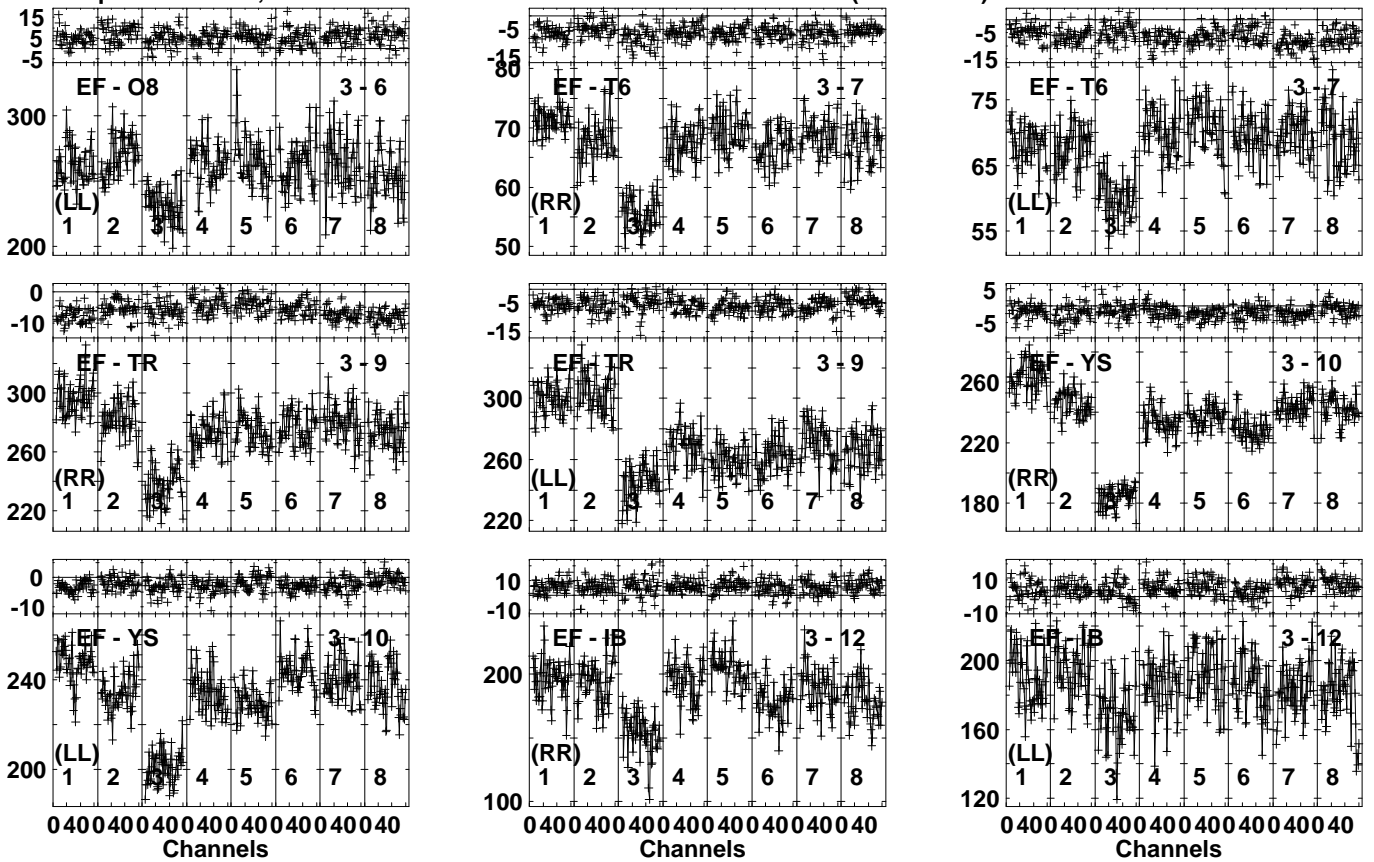 15
5
-5
EF - O8 3 - 6
300
(LL)
1 2 3 4 5 6 7 8
200
-5
-15
80
EF - T6 3 - 7
70
60
(RR)
1 2 3 4 5 6 7 8
50
-5
-15
EF - T6 3 - 7
75
65
(LL)
1 2 3 4 5 6 7 8
55
0
-10
EF - TR 3 - 9
300
260
(RR)
1 2 3 4 5 6 7 8
220
-5
-15
EF - TR 3 - 9
300
260
(LL)
1 2 3 4 5 6 7 8
220
5
-5
EF - YS 3 - 10
260
220
(RR)
1 2 3 4 5 6 7 8
180
0
-10
EF - YS 3 - 10
240
(LL)
200
1 2 3 4 5 6 7 8
0 40 0 40 0 40 0 40 0 40 0 40 0 40 0 40
Channels
10
-10
EF - IB 3 - 12
200
(RR)
1 2 3 4 5 6 7 8
100
0 40 0 40 0 40 0 40 0 40 0 40 0 40 0 40
Channels
10
-10
EF - IB 3 - 12
200
160
(LL)
1 2 3 4 5 6 7 8
120
0 40 0 40 0 40 0 40 0 40 0 40 0 40 0 40
Channels